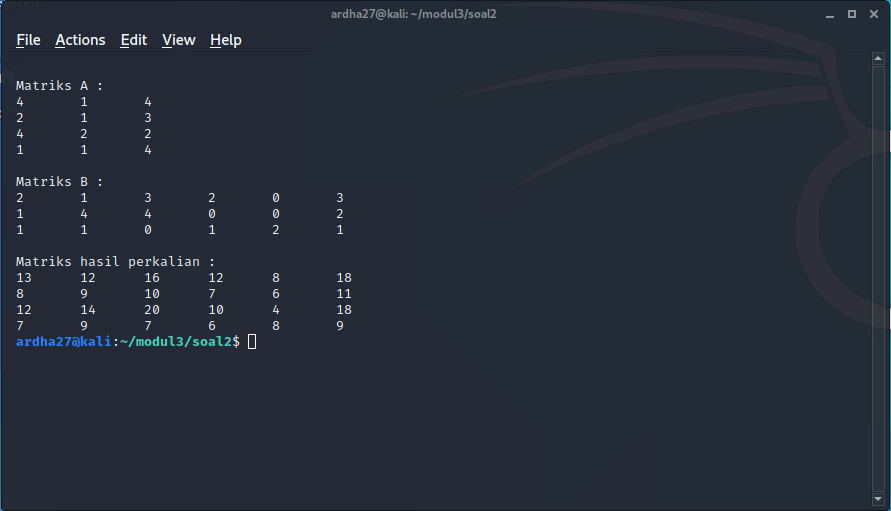 ardha27@kali: ~/modul3/soal2
File Actions Edit View Help
Matriks A :
4 1 4
2 1 3
4 2 2
1 1 4
Matriks B :
2 1 3 2 0 3
1 4 4 0 0 2
1 1 0 1 2 1
Matriks hasil perkalian :
13 12 16 12 8 18
8 9 10 7 6 11
12 14 20 10 4 18
7 9 7 6 8 9
ardha27@kali:~/modul3/soal2$